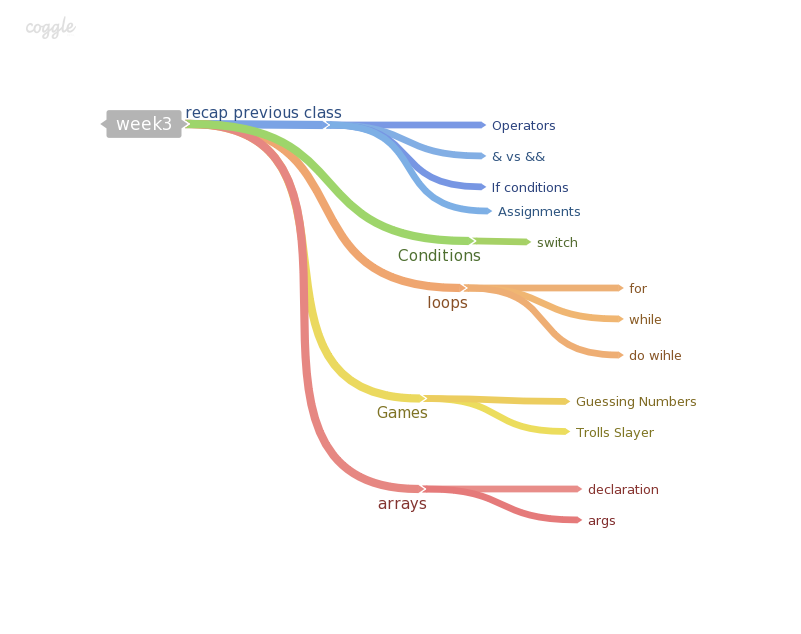 coggle
week3
recap previous class
Operators
& vs &&
If conditions
Assignments
Conditions
switch
loops
for
while
do wihle
Games
Guessing Numbers
Trolls Slayer
arrays
declaration
args